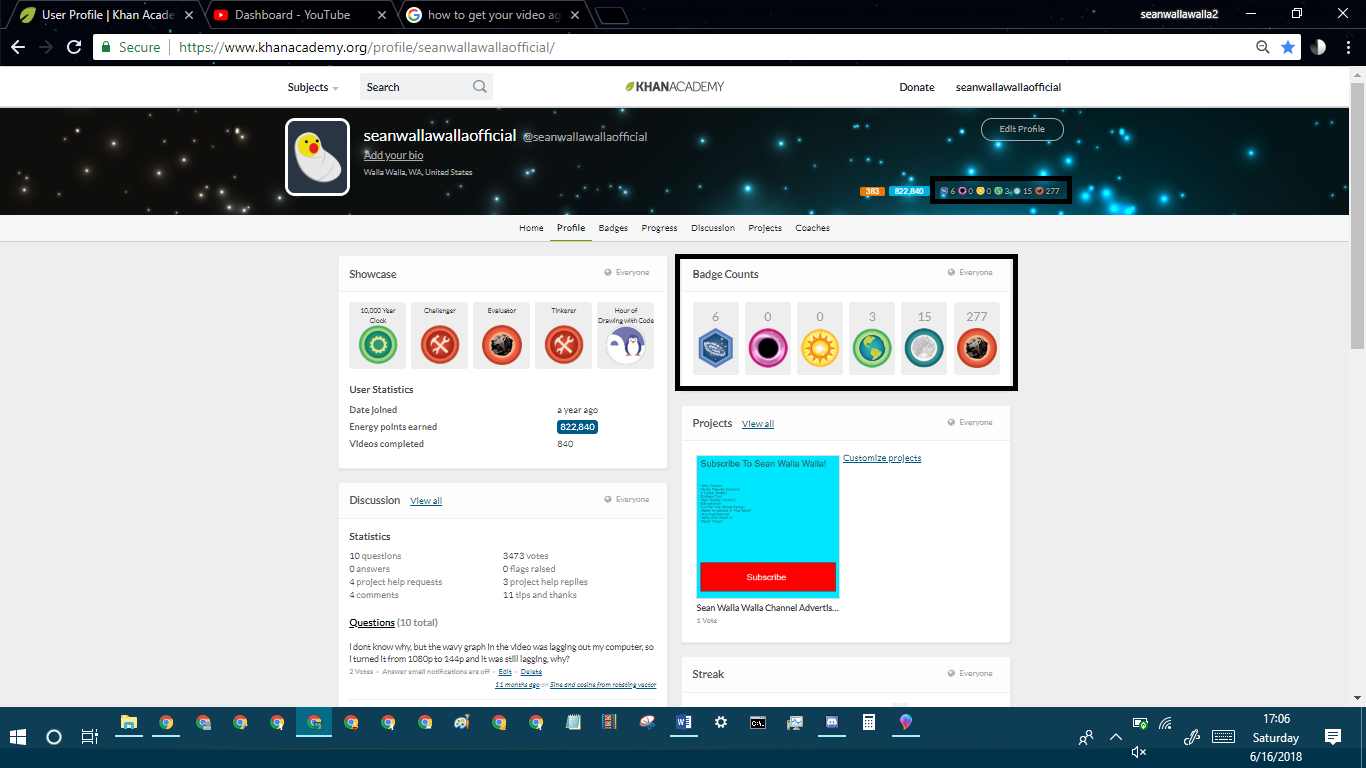 User Profile | Khan Acade
Dashboard - YouTube
how to get your video ag
seanwallawalla2
Secure
https://www.khanacademy.org/profile/seanwallawallaofficial/
Subjects
Search
KHANACADEMY
Donate
seanwallawallaofficial
seanwallawallaofficial @seanwallawallaofficial
Edit Profile
Add your bio
Walla Walla, WA, United States
383 822,840 6 0 0 3 15 277
Home Profile Badges Progress Discussion Projects Coaches
Showcase
Everyone
10,000 Year Clock
Challenger
Evaluator
Tinkerer
Hour of Drawing with Code
User Statistics
Date Joined a year ago
Energy points earned 822,840
Videos completed 840
Badge Counts
Everyone
6 0 0 3 15 277
Projects View all
Everyone
Subscribe To Sean Walla Walla!
Subscribe
Customize projects
Sean Walla Walla Channel Advertis...
1 Vote
Discussion View all
Everyone
Statistics
10 questions 3473 votes
0 answers 0 flags raised
4 project help requests 3 project help replies
4 comments 11 tips and thanks
Questions (10 total)
I dont know why, but the wavy graph in the video was lagging out my computer, so
I turned it from 1080p to 144p and it was still lagging, why?
2 Votes – Answer email notifications are off – Edit – Delete
11 months ago on Sine and cosine from rotating vector
Streak
Everyone
17:06
Saturday
6/16/2018